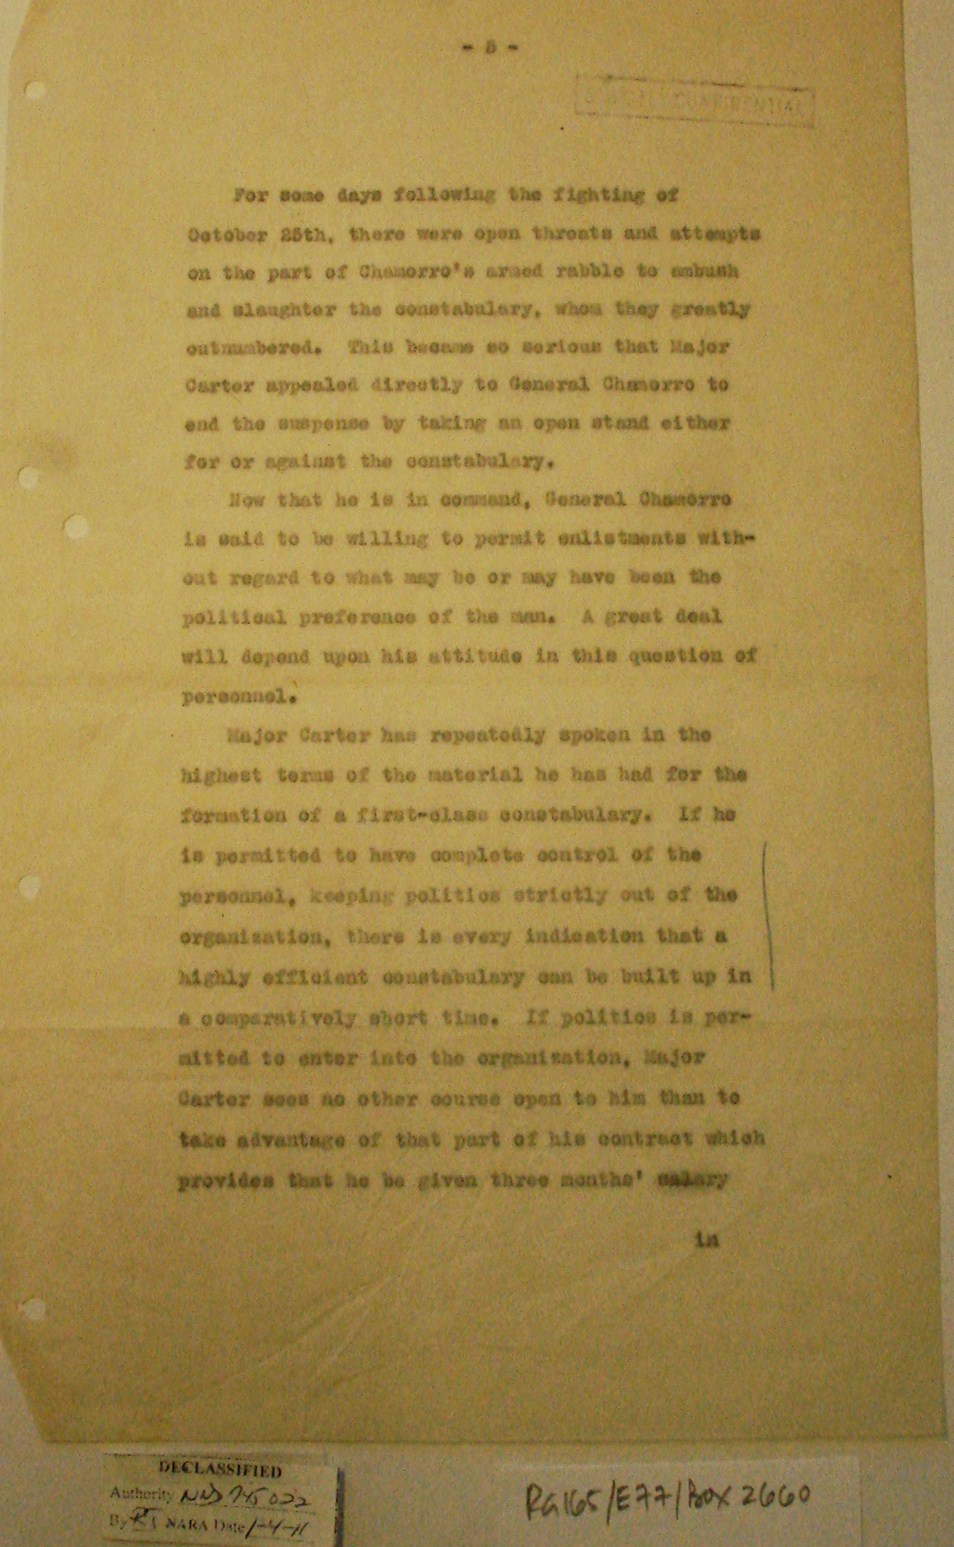 - 5 -
CONFIDENTIAL
For some days following the fighting of
October 25th, there were open threats and attempts
on the part of Chamorro's armed rabble to ambush
and slaughter the constabulary, whom they greatly
outnumbered. This became so serious that Major
Carter appealed directly to General Chamorro to
end the suspense by taking an open stand either
for or against the constabulary.
Now that he is in command, General Chamorro
is said to be willing to permit enlistments with-
out regard to what may be or may have been the
political preference of the man. A great deal
will depend upon his attitude in this question of
personnel.
Major Carter has repeatedly spoken in the
highest terms of the material he has had for the
formation of a first-class constabulary. If he
is permitted to have complete control of the
personnel, keeping politics strictly out of the
organization, there is every indication that a
highly efficient constabulary can be built up in
a comparatively short time. If politics is per-
mitted to enter into the organization, Major
Carter sees no other course open to him than to
take advantage of that part of his contract which
provides that he be given three months' salary
in
DECLASSIFIED
Authority NND 745022
By NARA Date 1-4-11
RG165/E77/Box 2660